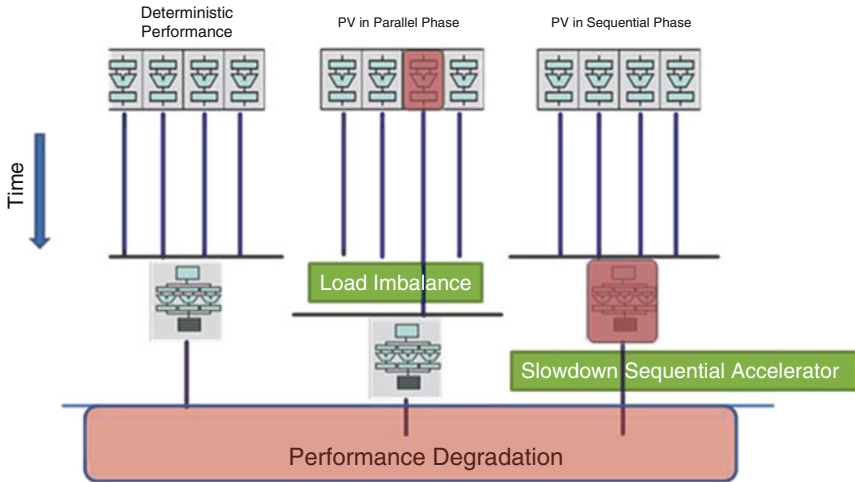 Deterministic
Performance
PV in Parallel Phase
PV in Sequential Phase
Time
Load Imbalance
Slowdown Sequential Accelerator
Performance Degradation